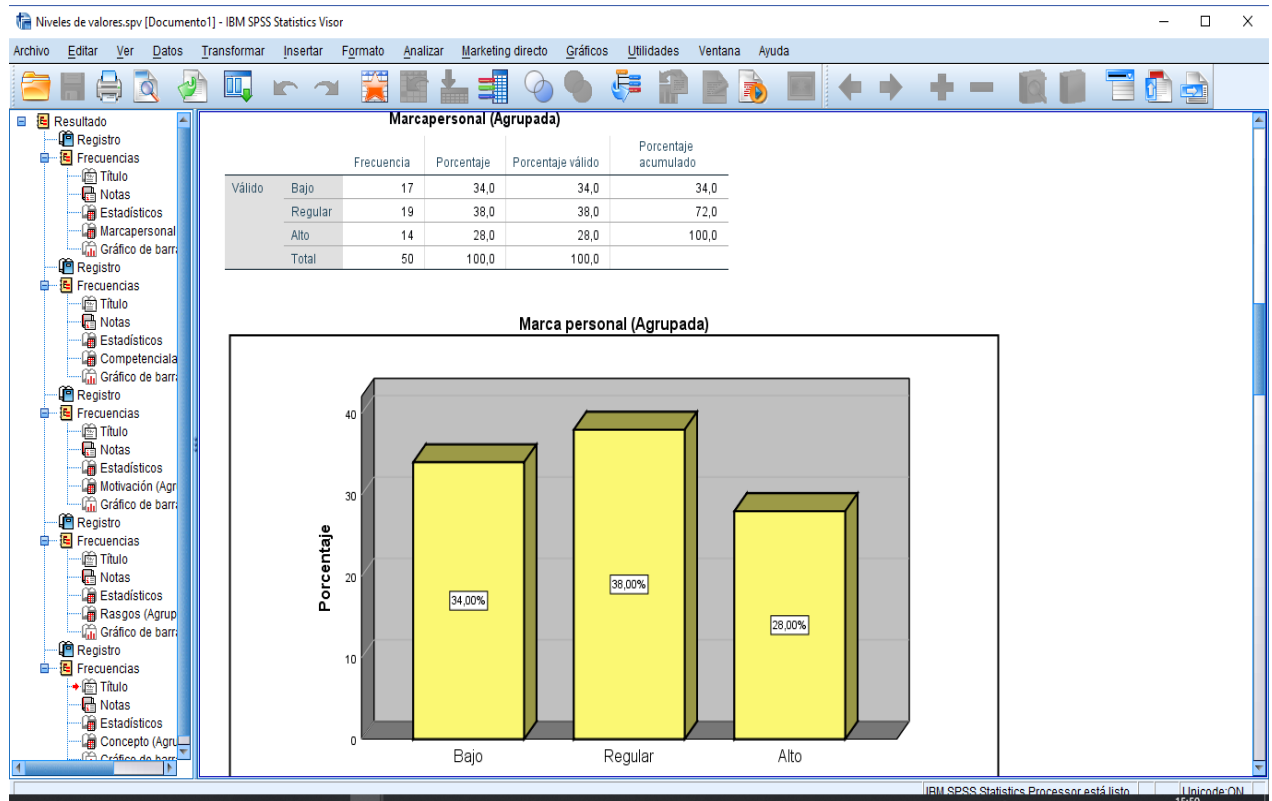 Niveles de valores.spv [Documento1] - IBM SPSS Statistics Visor
Archivo Editar Ver Datos Transformar Insertar Formato Analizar Marketing directo Gráficos Utilidades Ventana Ayuda
Resultado
Registro
Frecuencias
Título
Notas
Estadísticos
Marcapersonal
Gráfico de barra
Registro
Frecuencias
Título
Notas
Estadísticos
Competenciala
Gráfico de barra
Registro
Frecuencias
Título
Notas
Estadísticos
Motivación (Agr
Gráfico de barra
Registro
Frecuencias
Título
Notas
Estadísticos
Rasgos (Agrup
Gráfico de barra
Registro
Frecuencias
Título
Notas
Estadísticos
Concepto (Agru
Gráfico de barra
Marcapersonal (Agrupada)
Frecuencia Porcentaje Porcentaje válido Porcentaje
acumulado
Válido Bajo 17 34,0 34,0 34,0
Regular 19 38,0 38,0 72,0
Alto 14 28,0 28,0 100,0
Total 50 100,0 100,0
Marca personal (Agrupada)
Porcentaje
40
30
20
10
0
34,00%
38,00%
28,00%
Bajo Regular Alto
IBM SPSS Statistics Processor está listo Unicode:ON
15:50